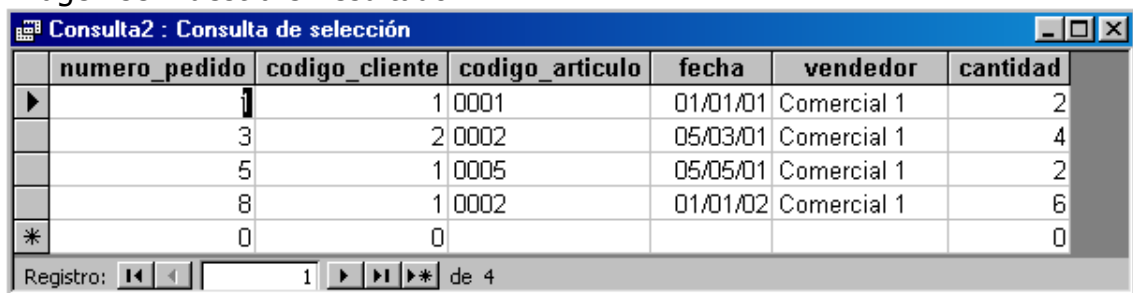 Consulta2 : Consulta de selección
numero_pedido codigo_cliente codigo_articulo fecha vendedor cantidad
1 1 0001 01/01/01 Comercial 1 2
3 2 0002 05/03/01 Comercial 1 4
5 1 0005 05/05/01 Comercial 1 2
8 1 0002 01/01/02 Comercial 1 6
0 0 0
Registro: 1 de 4